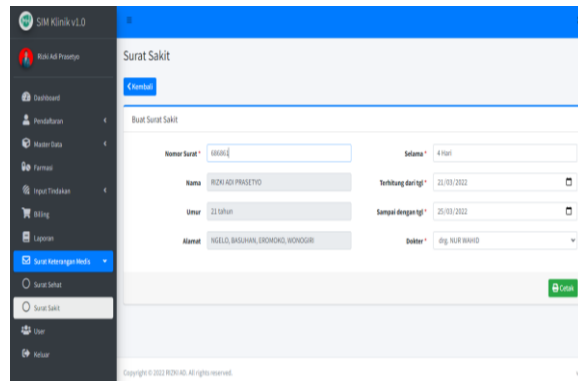 SIM Klinik v1.0
Rizki Adi Prasetyo
Dashboard
Pendaftaran
Master Data
Farmasi
Input Tindakan
Billing
Laporan
Surat Keterangan Medis
Surat Sehat
Surat Sakit
User
Keluar
Surat Sakit
Kembali
Buat Surat Sakit
Nomor Surat * 686861
Nama RIZKI ADI PRASETYO
Umur 21 tahun
Alamat NGELO, BASUHAN, EROMOKO, WONOGIRI
Selama * 4 Hari
Terhitung dari tgl * 21/03/2022
Sampai dengan tgl * 25/03/2022
Dokter * drg. NUR WAHID
Cetak
Copyright © 2022 RIZKI AD. All rights reserved.